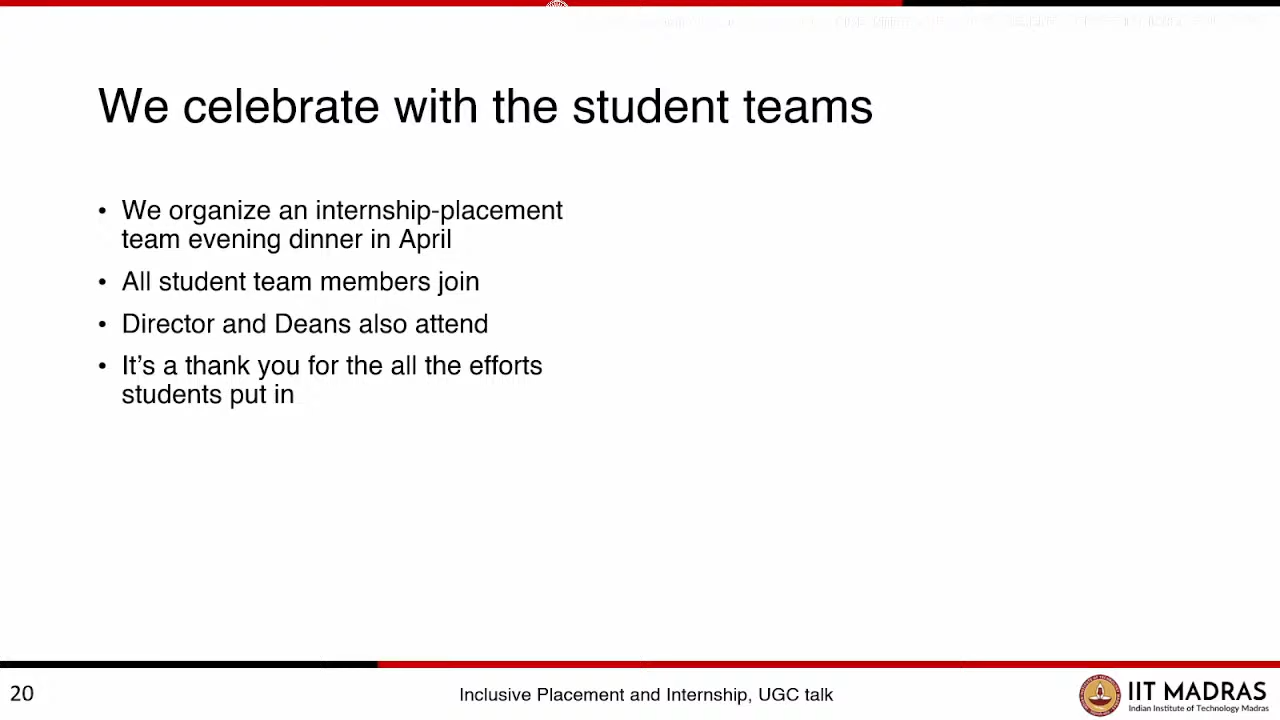 We celebrate with the student teams
• We organize an internship-placement
team evening dinner in April
• All student team members join
• Director and Deans also attend
• It's a thank you for the all the efforts
students put in
20
Inclusive Placement and Internship, UGC talk
IIT MADRAS
Indian Institute of Technology Madras